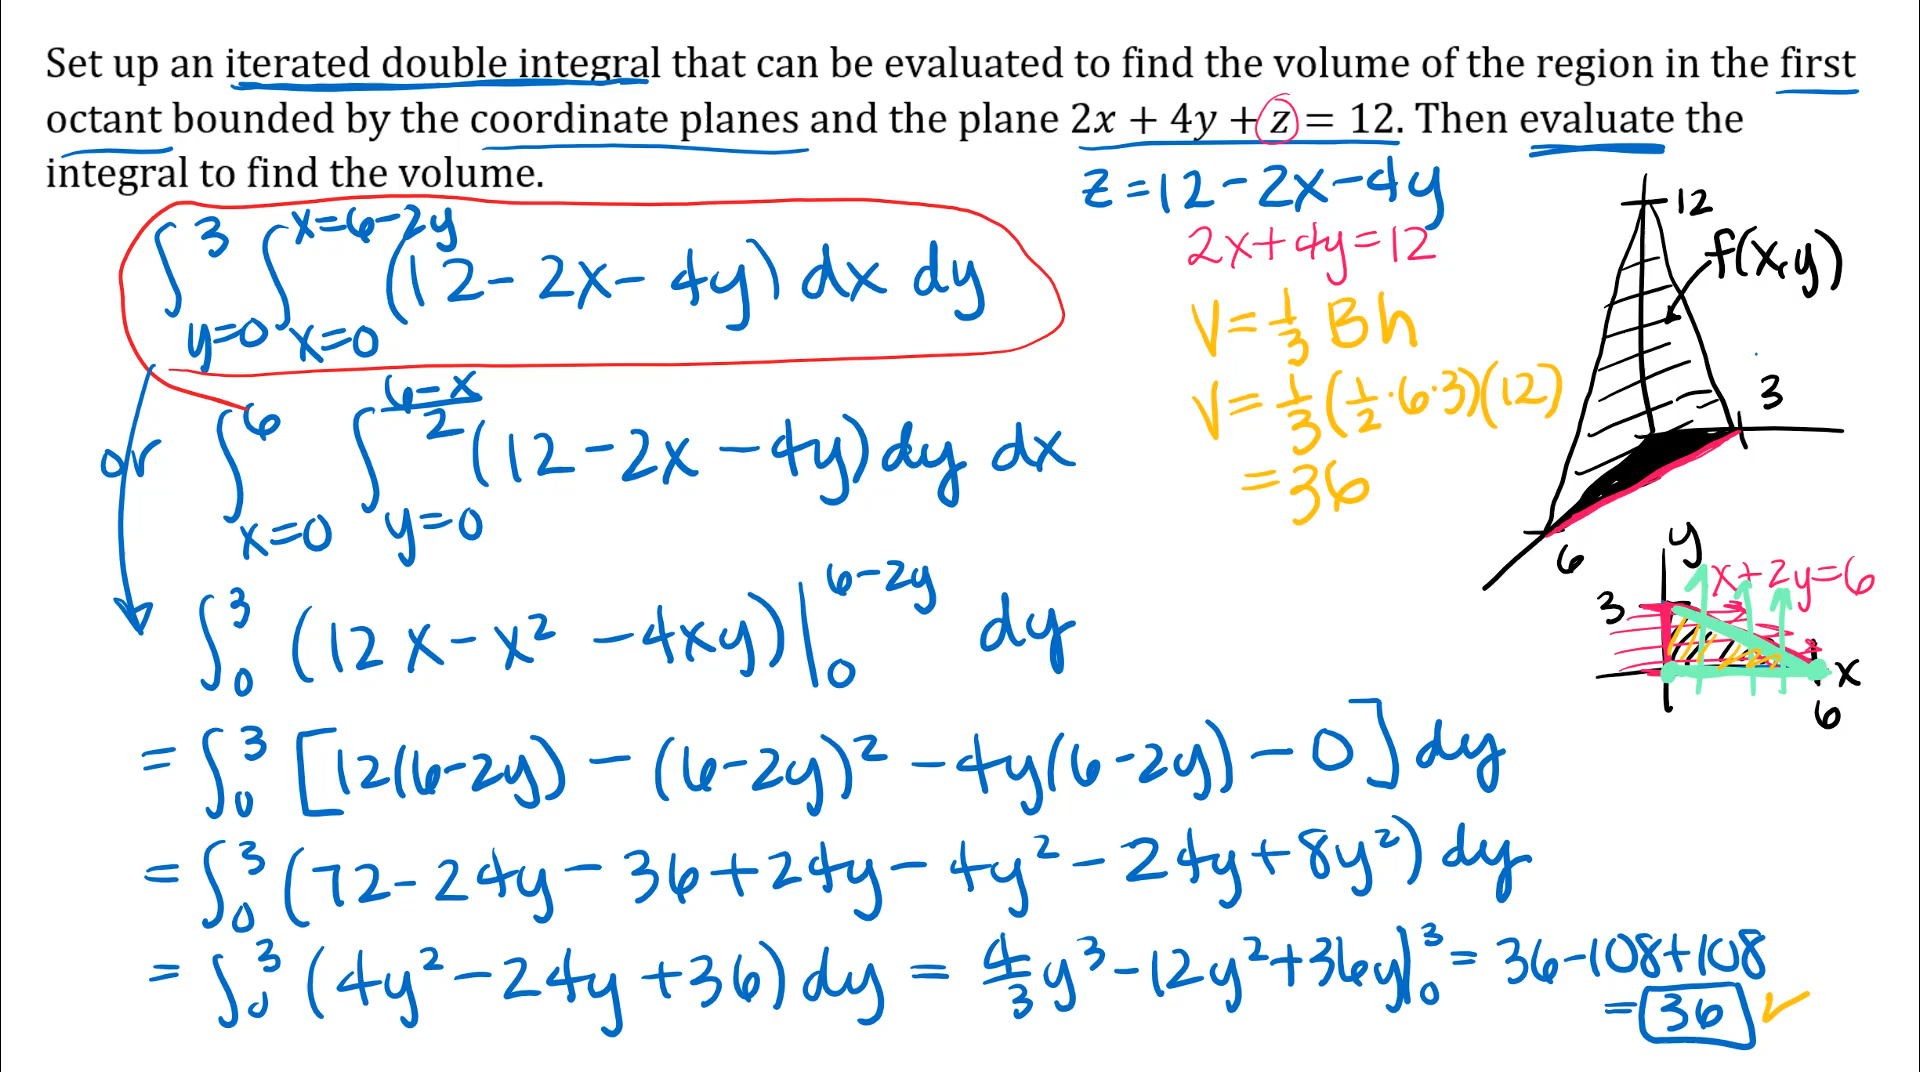 Set up an iterated double integral that can be evaluated to find the volume of the region in the first
octant bounded by the coordinate planes and the plane 2x + 4y + z = 12. Then evaluate the
integral to find the volume.
z = 12 - 2x - 4y
2x + 4y = 12
V = 1/3 Bh
V = 1/3 (1/2 · 6 · 3)(12)
= 36
12
f(x,y)
3
6
y
x + 2y = 6
3
x
6
∫_{y=0}^{3} ∫_{x=0}^{x=6-2y} (12 - 2x - 4y) dx dy
or ∫_{x=0}^{6} ∫_{y=0}^{(6-x)/2} (12 - 2x - 4y) dy dx
∫_0^3 (12x - x² - 4xy) |_0^{6-2y} dy
= ∫_0^3 [12(6-2y) - (6-2y)² - 4y(6-2y) - 0] dy
= ∫_0^3 (72 - 24y - 36 + 24y - 4y² - 24y + 8y²) dy
= ∫_0^3 (4y² - 24y + 36) dy = 4/3 y³ - 12y² + 36y |_0^3 = 36 - 108 + 108
= 36 ✓